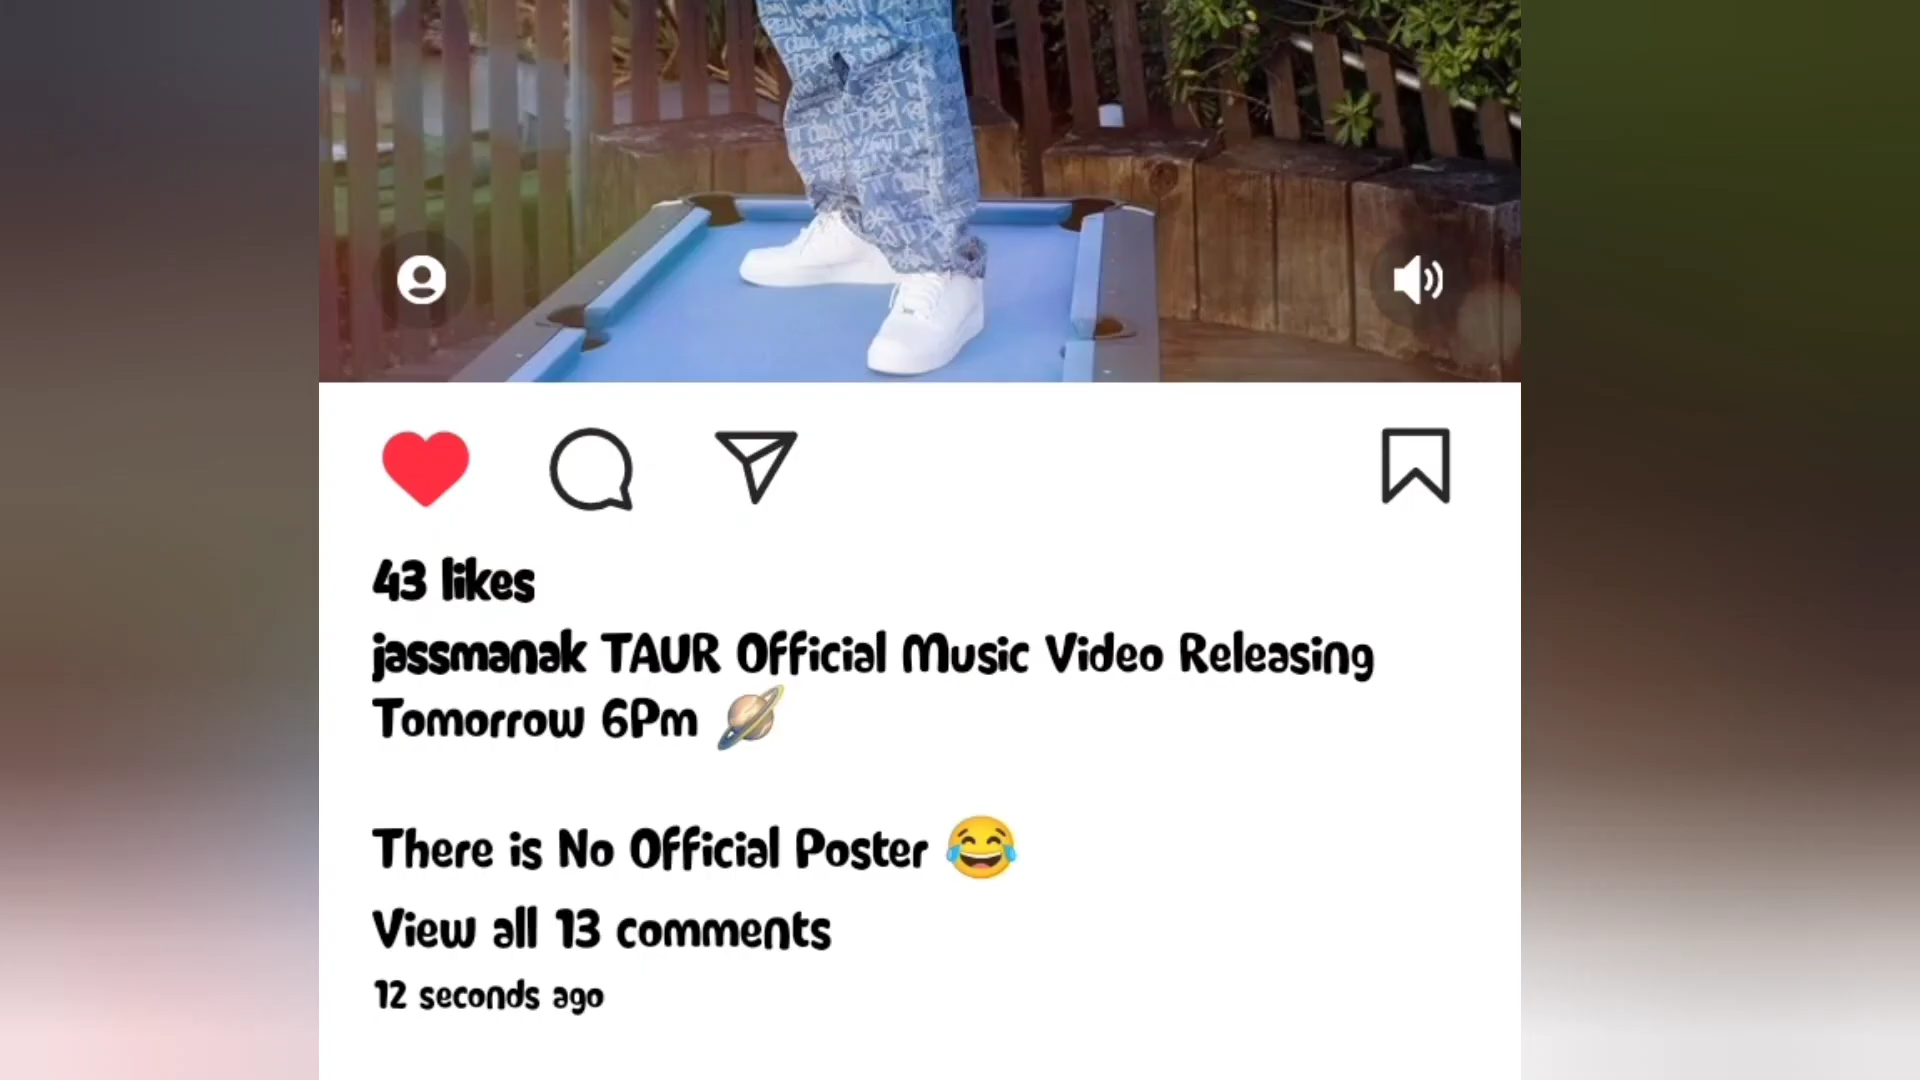 43 likes
jassmanak TAUR Official Music Video Releasing
Tomorrow 6Pm 🪐
There is No Official Poster 😂
View all 13 comments
12 seconds ago